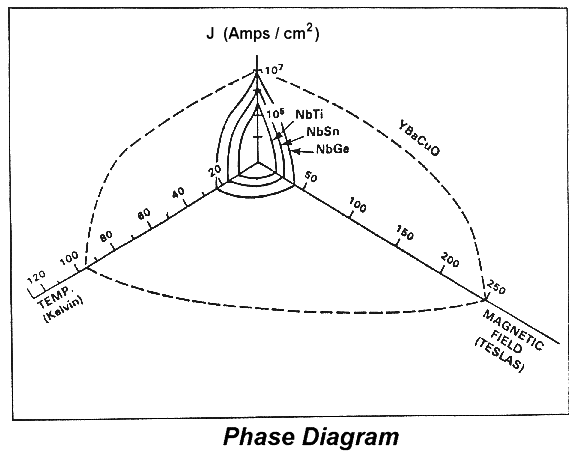 J (Amps / cm²)
10⁷
10⁵
NbTi
NbSn
NbGe
YBaCuO
20
40
60
80
100
120
TEMP.
(Kelvin)
50
100
150
200
250
MAGNETIC
FIELD
(TESLAS)
Phase Diagram